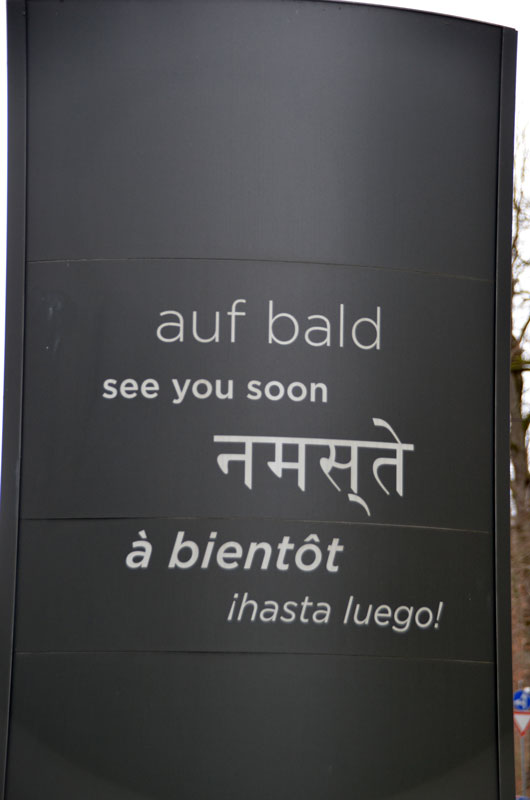 auf bald
see you soon
नमस्‌ते
à bientôt
¡hasta luego!